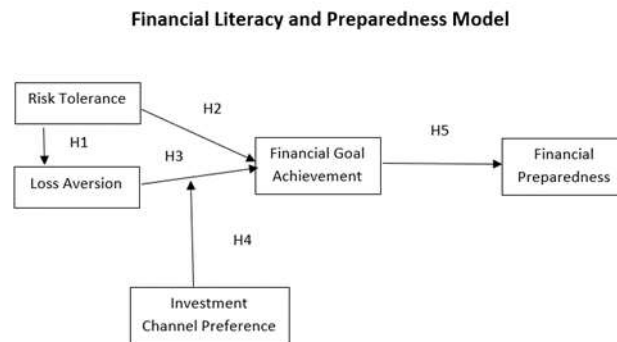 Financial Literacy and Preparedness Model
Risk Tolerance
H2
H1
H3
Loss Aversion
Financial Goal
Achievement
H5
Financial
Preparedness
H4
Investment
Channel Preference